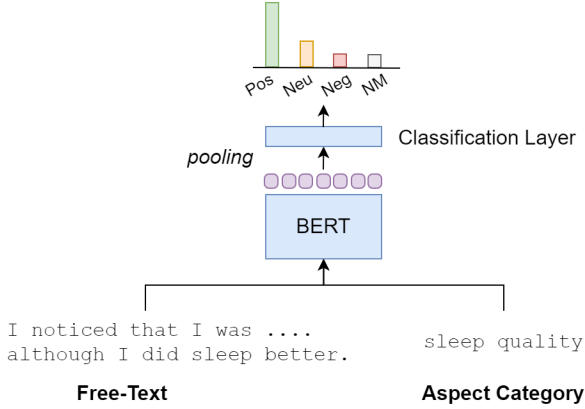 Pos Neu Neg NM
Classification Layer
pooling
BERT
I noticed that I was ....
although I did sleep better.
sleep quality
Free-Text
Aspect Category